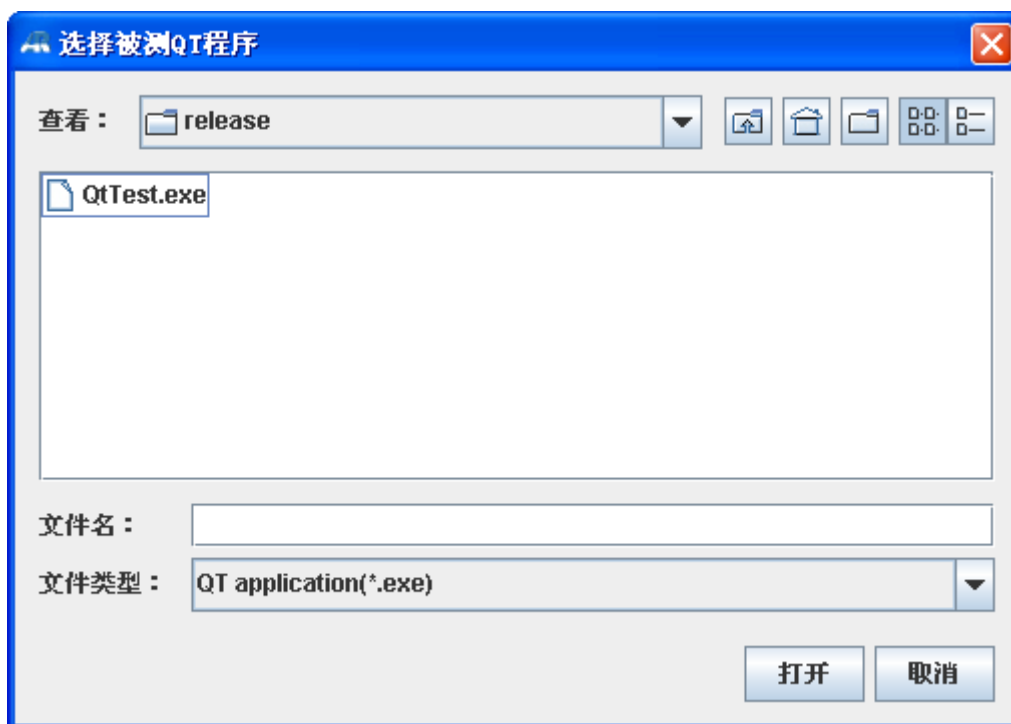 选择被测QT程序
查看： release
QtTest.exe
文件名：
文件类型： QT application(*.exe)
打开 取消